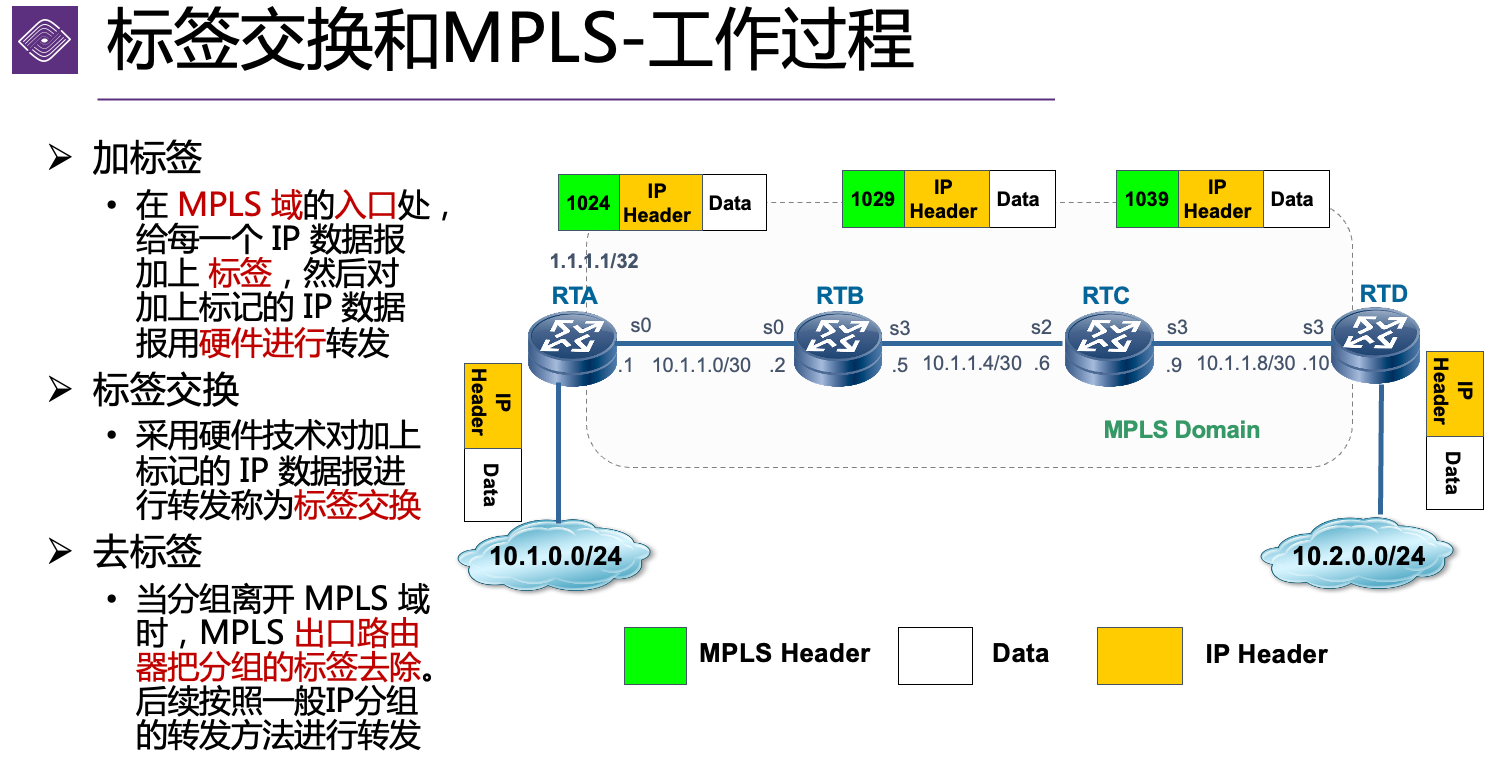 标签交换和MPLS-工作过程
➢ 加标签
• 在 MPLS 域的入口处，
给每一个 IP 数据报
加上 标签，然后对
加上标记的 IP 数据
报用硬件进行转发
➢ 标签交换
• 采用硬件技术对加上
标记的 IP 数据报进
行转发称为标签交换
➢ 去标签
• 当分组离开 MPLS 域
时，MPLS 出口路由
器把分组的标签去除。
后续按照一般IP分组
的转发方法进行转发
1024 IP Header Data
1029 IP Header Data
1039 IP Header Data
1.1.1.1/32
RTA
RTB
RTC
RTD
s0
s0
s3
s2
s3
s3
.1
10.1.1.0/30
.2
.5
10.1.1.4/30
.6
.9
10.1.1.8/30
.10
IP Header
Data
IP Header
Data
MPLS Domain
10.1.0.0/24
10.2.0.0/24
MPLS Header
Data
IP Header